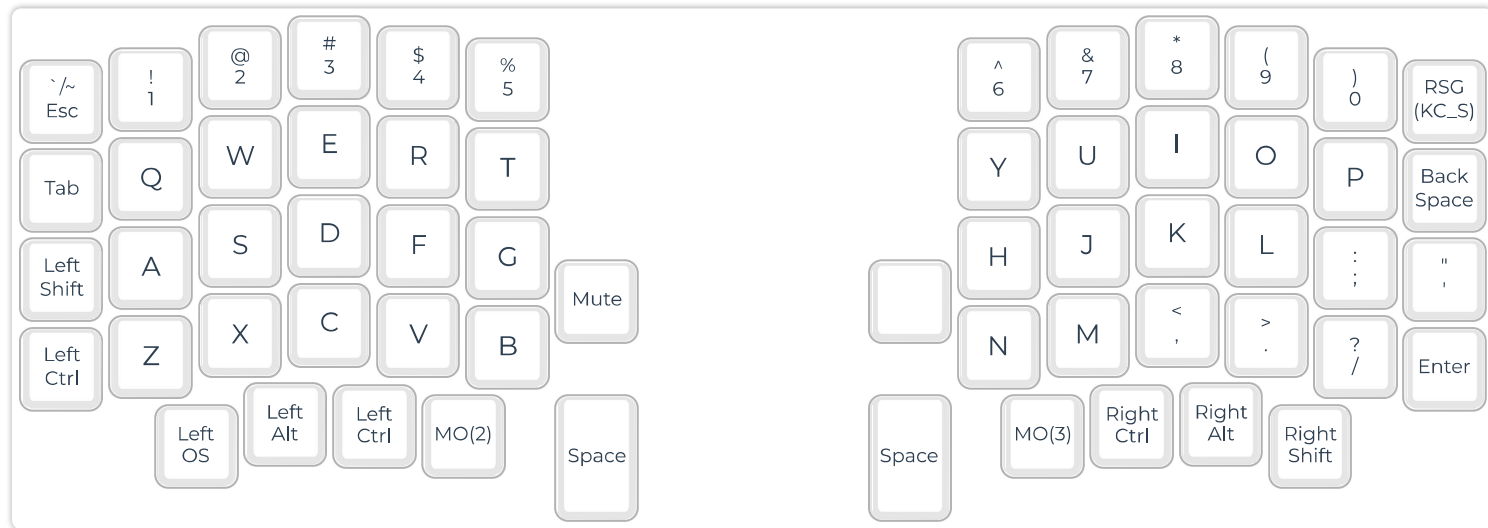 `/~
Esc
!
1
@
2
#
3
$
4
%
5
^
6
&
7
*
8
(
9
)
0
RSG
(KC_S)
Tab
Q
W
E
R
T
Y
U
I
O
P
Back
Space
Left
Shift
A
S
D
F
G
Mute
H
J
K
L
:
;
"
'
Left
Ctrl
Z
X
C
V
B
N
M
<
,
>
.
?
/
Enter
Left
OS
Left
Alt
Left
Ctrl
MO(2)
Space
Space
MO(3)
Right
Ctrl
Right
Alt
Right
Shift